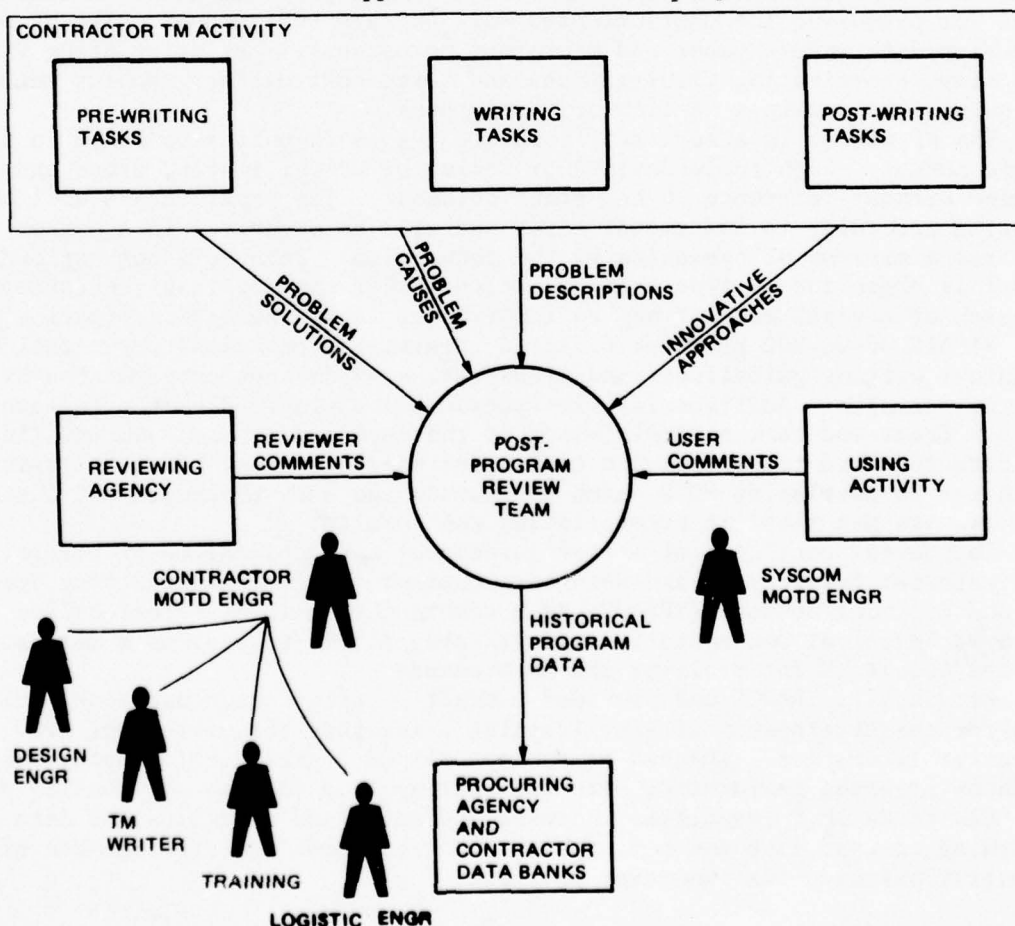 CONTRACTOR TM ACTIVITY
PRE-WRITING
TASKS
WRITING
TASKS
POST-WRITING
TASKS
PROBLEM
SOLUTIONS
PROBLEM
CAUSES
PROBLEM
DESCRIPTIONS
INNOVATIVE
APPROACHES
REVIEWING
AGENCY
REVIEWER
COMMENTS
POST-
PROGRAM
REVIEW
TEAM
USER
COMMENTS
USING
ACTIVITY
CONTRACTOR
MOTD ENGR
SYSCOM
MOTD ENGR
HISTORICAL
PROGRAM
DATA
DESIGN
ENGR
TM
WRITER
TRAINING
LOGISTIC ENGR
PROCURING
AGENCY
AND
CONTRACTOR
DATA BANKS